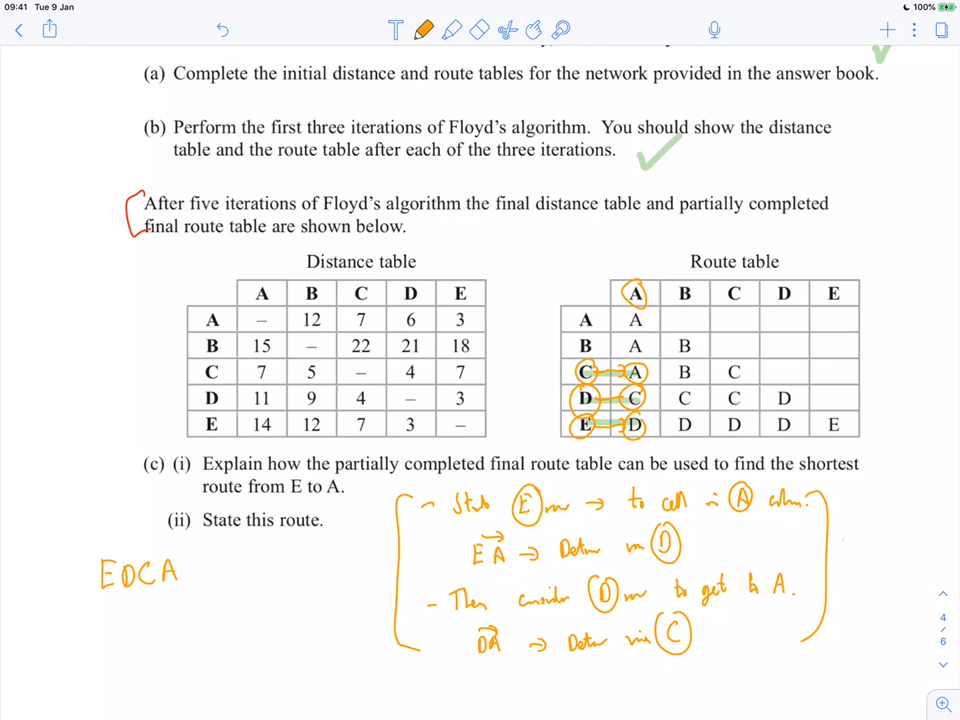 09:41 Tue 9 Jan
100%
(a) Complete the initial distance and route tables for the network provided in the answer book.
(b) Perform the first three iterations of Floyd's algorithm. You should show the distance
table and the route table after each of the three iterations.
After five iterations of Floyd's algorithm the final distance table and partially completed
final route table are shown below.
Distance table
A B C D E
A – 12 7 6 3
B 15 – 22 21 18
C 7 5 – 4 7
D 11 9 4 – 3
E 14 12 7 3 –
Route table
A B C D E
A A
B A B
C A B C
D C C C D
E D D D D E
(c) (i) Explain how the partially completed final route table can be used to find the shortest
route from E to A.
(ii) State this route.
EDCA
- E row → to cell in A
EA → via D
- Then consider D row to get to A.
DA → via C
4
/
6